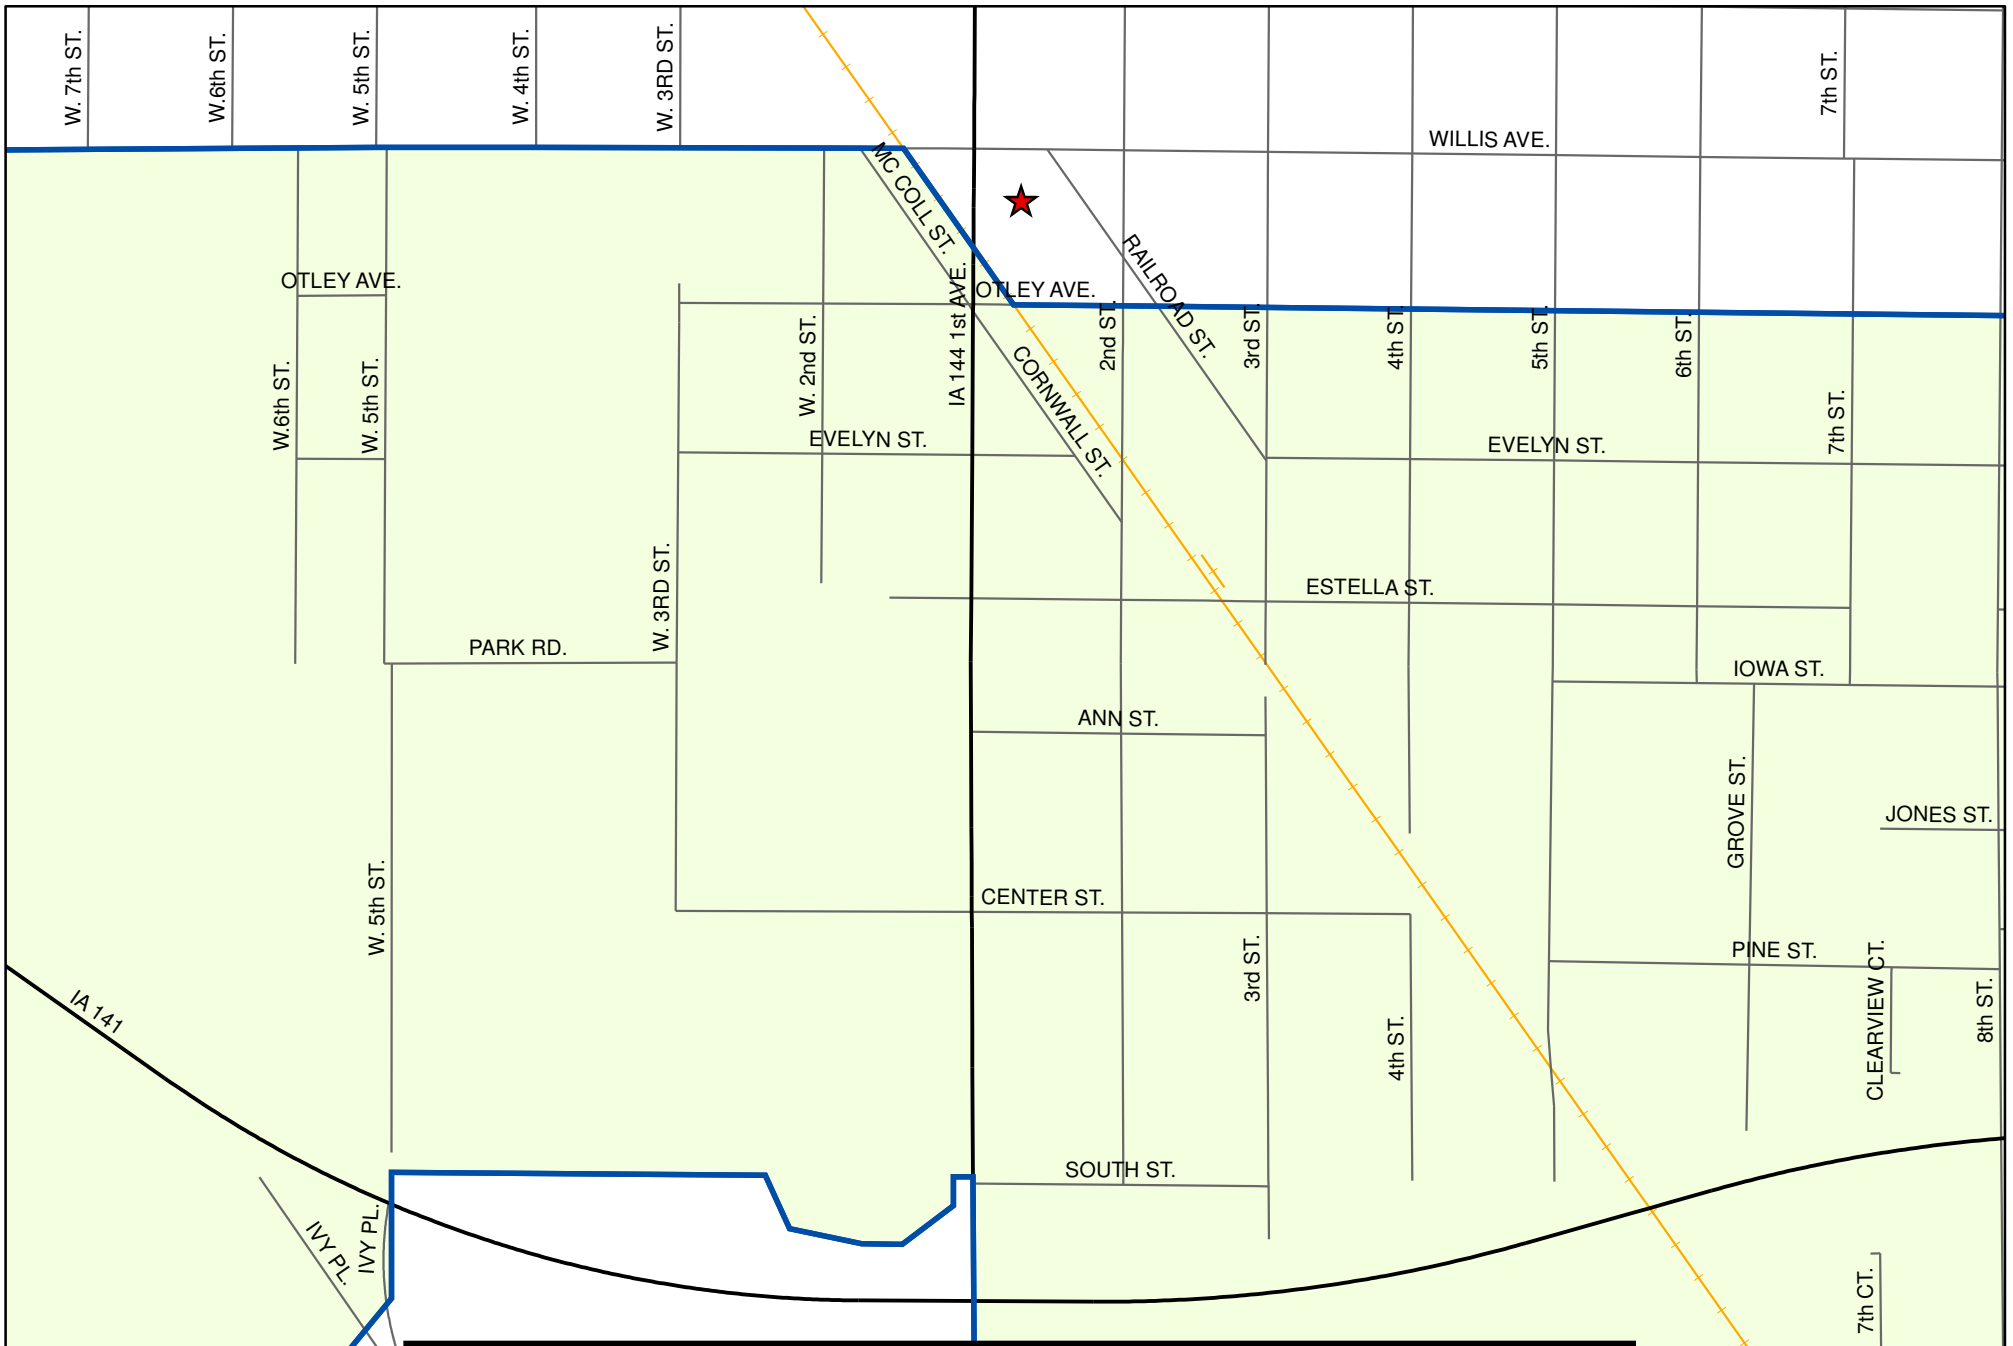 W. 7th ST.
W.6th ST.
W. 5th ST.
W. 4th ST.
W. 3RD ST.
7th ST.
WILLIS AVE.
MC COLL ST.
RAILROAD ST.
OTLEY AVE.
OTLEY AVE.
IA 144 1st AVE.
W.6th ST.
W. 5th ST.
W. 2nd ST.
2nd ST.
3rd ST.
4th ST.
5th ST.
6th ST.
7th ST.
CORNWALL ST.
EVELYN ST.
EVELYN ST.
W. 3RD ST.
ESTELLA ST.
PARK RD.
IOWA ST.
ANN ST.
GROVE ST.
JONES ST.
W. 5th ST.
CENTER ST.
3rd ST.
PINE ST.
CLEARVIEW CT.
8th ST.
IA 141
4th ST.
SOUTH ST.
IVY PL.
IVY PL.
7th CT.